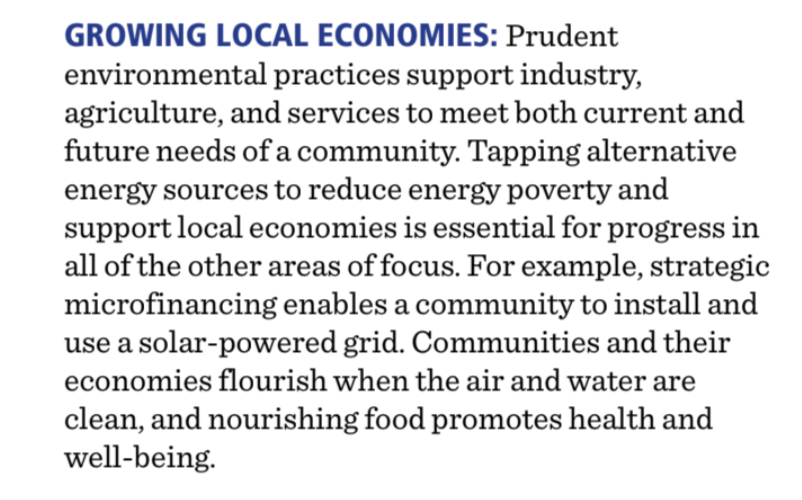 GROWING LOCAL ECONOMIES: Prudent
environmental practices support industry,
agriculture, and services to meet both current and
future needs of a community. Tapping alternative
energy sources to reduce energy poverty and
support local economies is essential for progress in
all of the other areas of focus. For example, strategic
microfinancing enables a community to install and
use a solar-powered grid. Communities and their
economies flourish when the air and water are
clean, and nourishing food promotes health and
well-being.